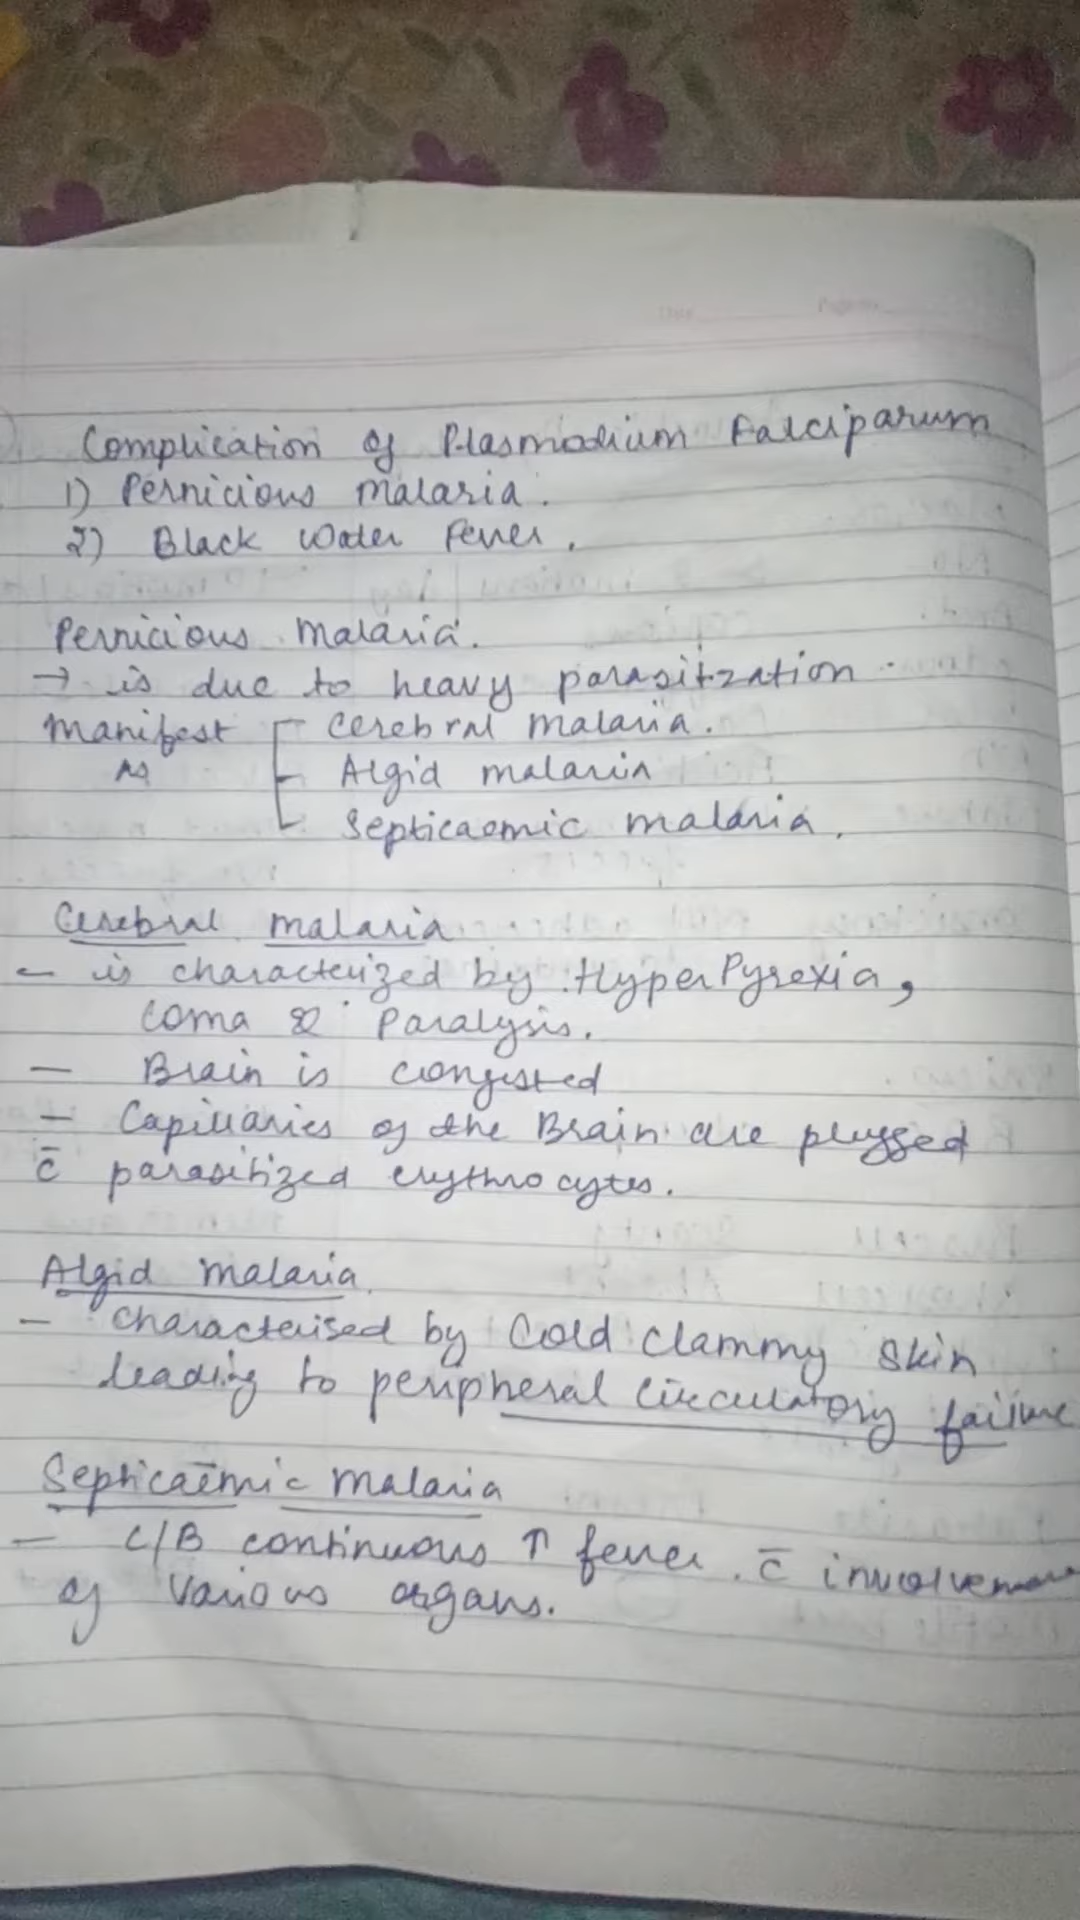 Complication of Plasmodium Falciparum
1) Pernicious Malaria.
2) Black Water Fever.
Pernicious Malaria.
→ is due to heavy parasitzation
Manifest ⎡ Cerebral Malaria.
As ⎢ Algid malaria
⎣ Septicaemic malaria.
Cerebral malaria
- is characterized by HyperPyrexia,
Coma & Paralysis.
- Brain is congested
- Capillaries of the Brain are plugged
c̄ parasitized erythrocytes.
Algid Malaria
- characterised by Cold Clammy Skin
leading to peripheral circulatory failure
Septicaemic Malaria
- C/B continuous ↑ fever. c̄ involvement
of various organs.